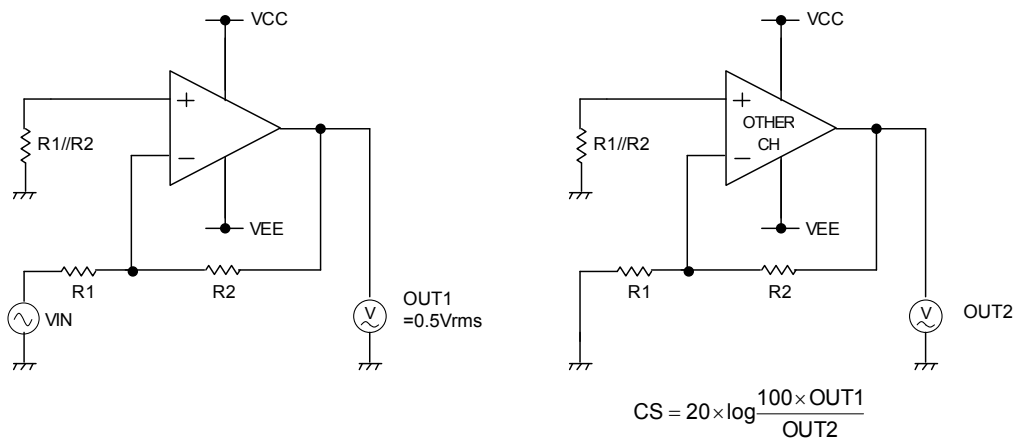 VCC
+
R1//R2
−
VEE
R1
R2
VIN
V
OUT1
=0.5Vrms
VCC
+
OTHER
CH
R1//R2
−
VEE
R1
R2
V
OUT2
CS = 20×log 100×OUT1
OUT2